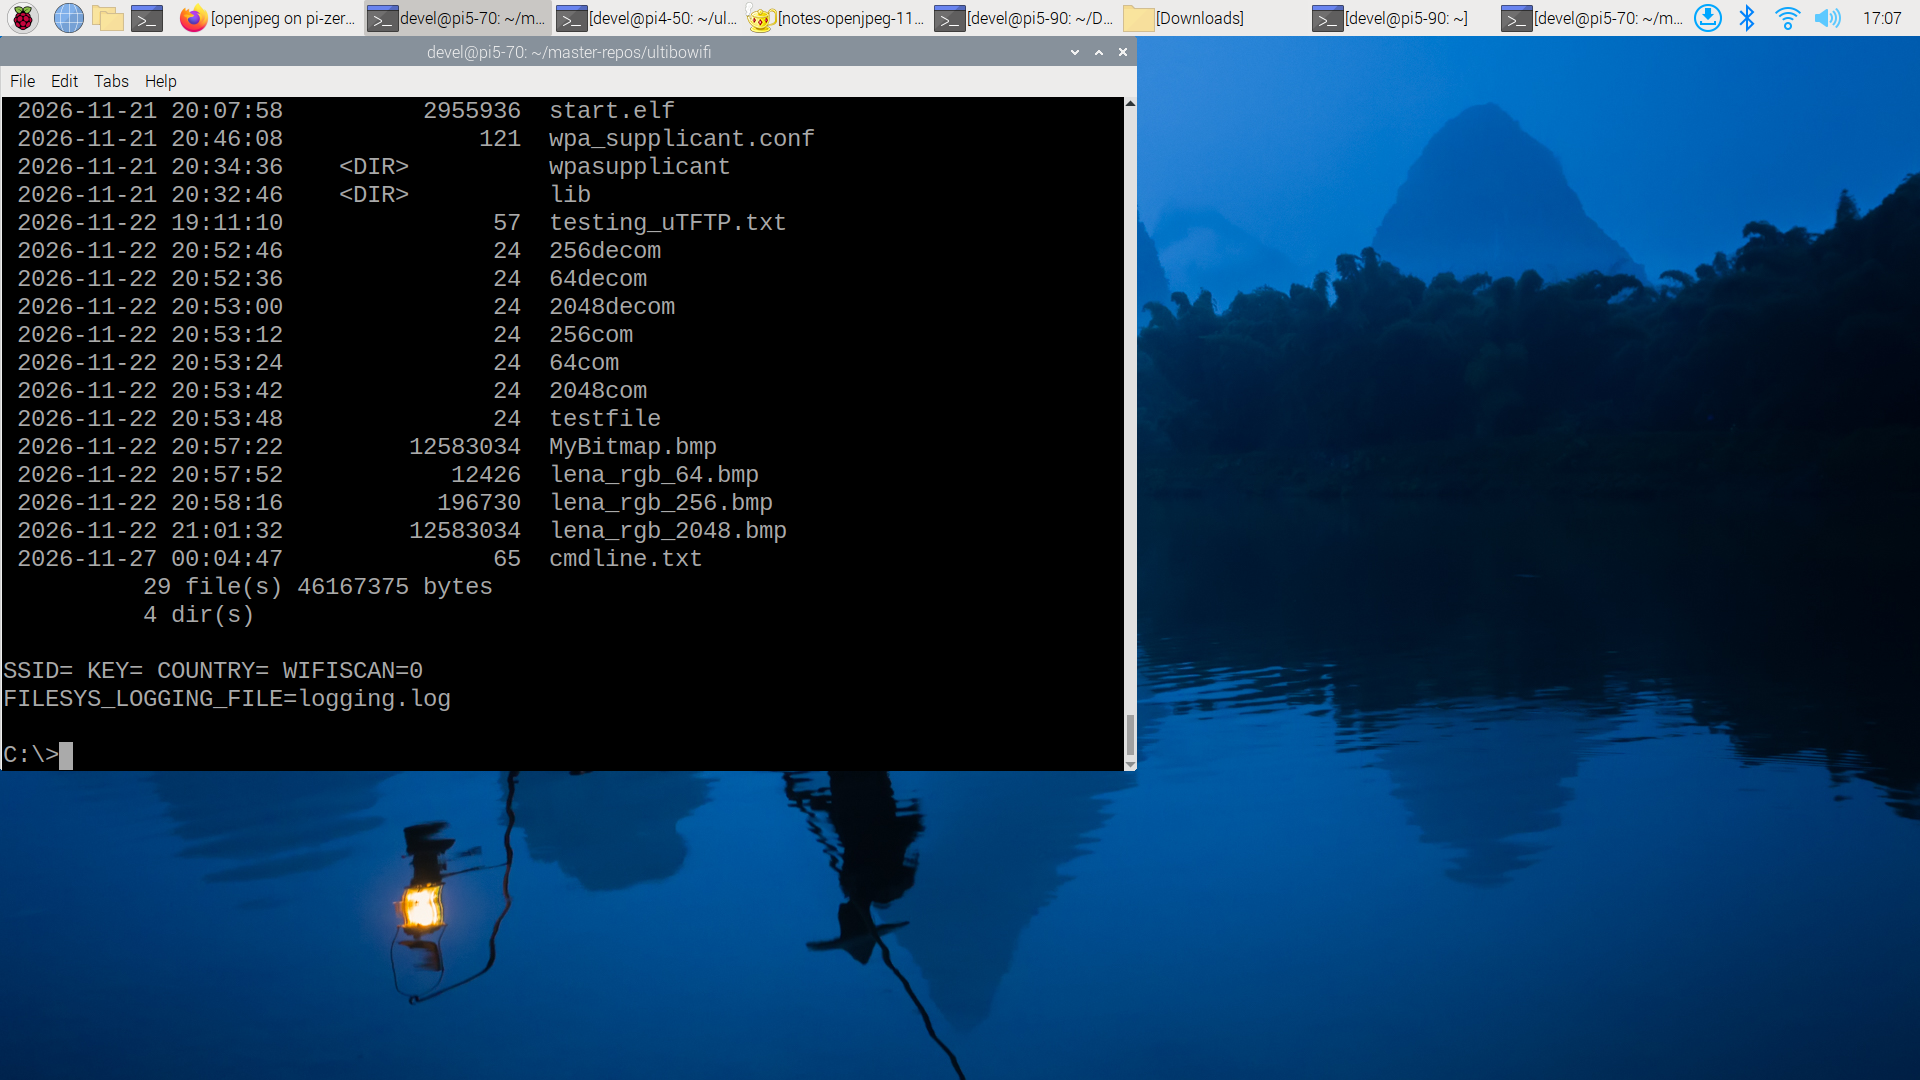 [openjpeg on pi-zer...
devel@pi5-70: ~/m...
[devel@pi4-50: ~/ul...
[notes-openjpeg-11...
[devel@pi5-90: ~/D...
[Downloads]
[devel@pi5-90: ~]
[devel@pi5-70: ~/m...
17:07
devel@pi5-70: ~/master-repos/ultibowifi
File Edit Tabs Help
2026-11-21 20:07:58 2955936 start.elf
2026-11-21 20:46:08 121 wpa_supplicant.conf
2026-11-21 20:34:36 <DIR> wpasupplicant
2026-11-21 20:32:46 <DIR> lib
2026-11-22 19:11:10 57 testing_uTFTP.txt
2026-11-22 20:52:46 24 256decom
2026-11-22 20:52:36 24 64decom
2026-11-22 20:53:00 24 2048decom
2026-11-22 20:53:12 24 256com
2026-11-22 20:53:24 24 64com
2026-11-22 20:53:42 24 2048com
2026-11-22 20:53:48 24 testfile
2026-11-22 20:57:22 12583034 MyBitmap.bmp
2026-11-22 20:57:52 12426 lena_rgb_64.bmp
2026-11-22 20:58:16 196730 lena_rgb_256.bmp
2026-11-22 21:01:32 12583034 lena_rgb_2048.bmp
2026-11-27 00:04:47 65 cmdline.txt
29 file(s) 46167375 bytes
4 dir(s)
SSID= KEY= COUNTRY= WIFISCAN=0
FILESYS_LOGGING_FILE=logging.log
C:\>